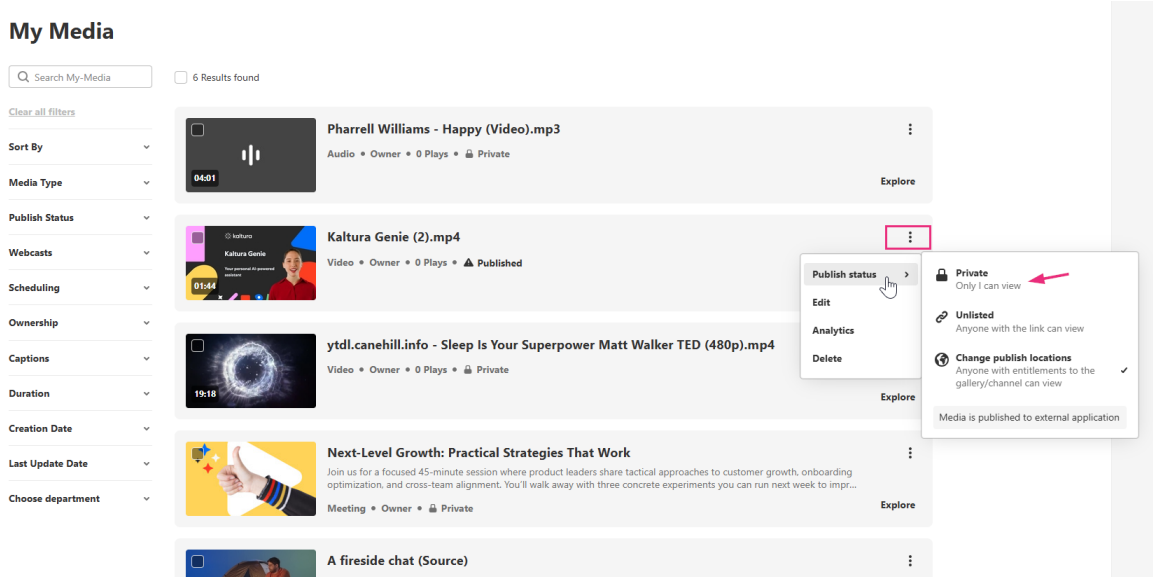 My Media
Search My-Media
6 Results found
Clear all filters
Sort By
Media Type
Publish Status
Webcasts
Scheduling
Ownership
Captions
Duration
Creation Date
Last Update Date
Choose department
04:01
Pharrell Williams - Happy (Video).mp3
Audio • Owner • 0 Plays • Private
Explore
kaltura
Kaltura Genie
Your personal AI-powered
assistant
01:44
Kaltura Genie (2).mp4
Video • Owner • 0 Plays • Published
Publish status
Edit
Analytics
Delete
Private
Only I can view
Unlisted
Anyone with the link can view
Change publish locations
Anyone with entitlements to the
gallery/channel can view
Media is published to external application
19:18
ytdl.canehill.info - Sleep Is Your Superpower Matt Walker TED (480p).mp4
Video • Owner • 0 Plays • Private
Explore
Next-Level Growth: Practical Strategies That Work
Join us for a focused 45-minute session where product leaders share tactical approaches to customer growth, onboarding
optimization, and cross-team alignment. You'll walk away with three concrete experiments you can run next week to impr...
Meeting • Owner • Private
Explore
A fireside chat (Source)